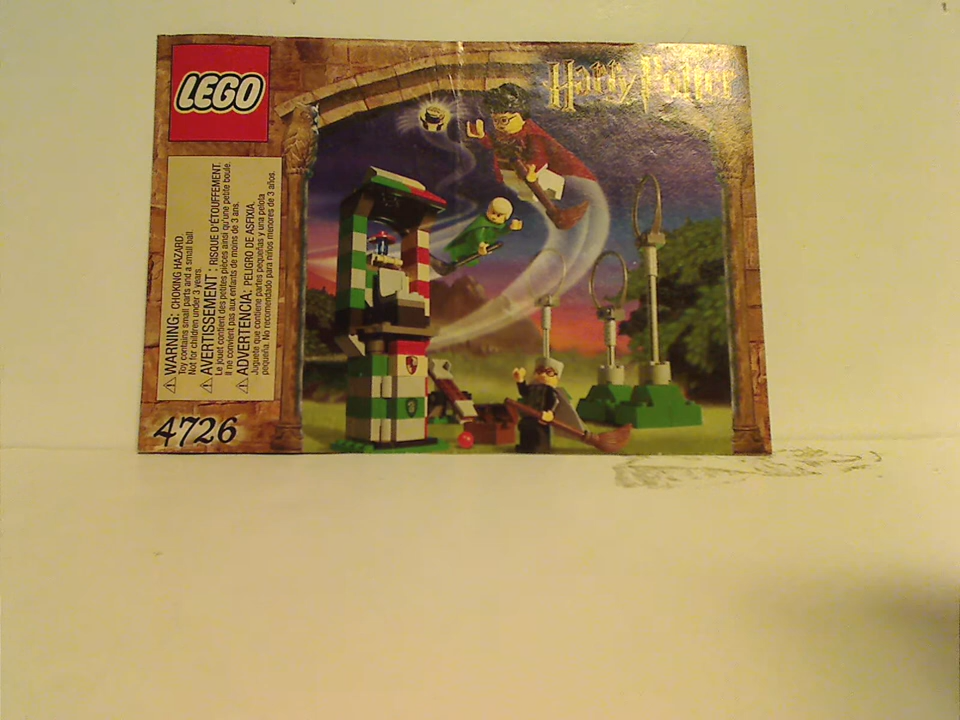 LEGO
Harry Potter
WARNING: CHOKING HAZARD.
Toy contains small parts and a small ball.
Not for children under 3 years.
AVERTISSEMENT : RISQUE D'ÉTOUFFEMENT.
Le jouet contient des petites pièces ainsi qu'une petite boule.
Il ne convient pas aux enfants de moins de 3 ans.
ADVERTENCIA: PELIGRO DE ASFIXIA.
Juguete que contiene partes pequeñas y una pelota
pequeña. No recomendado para niños menores de 3 años.
4726